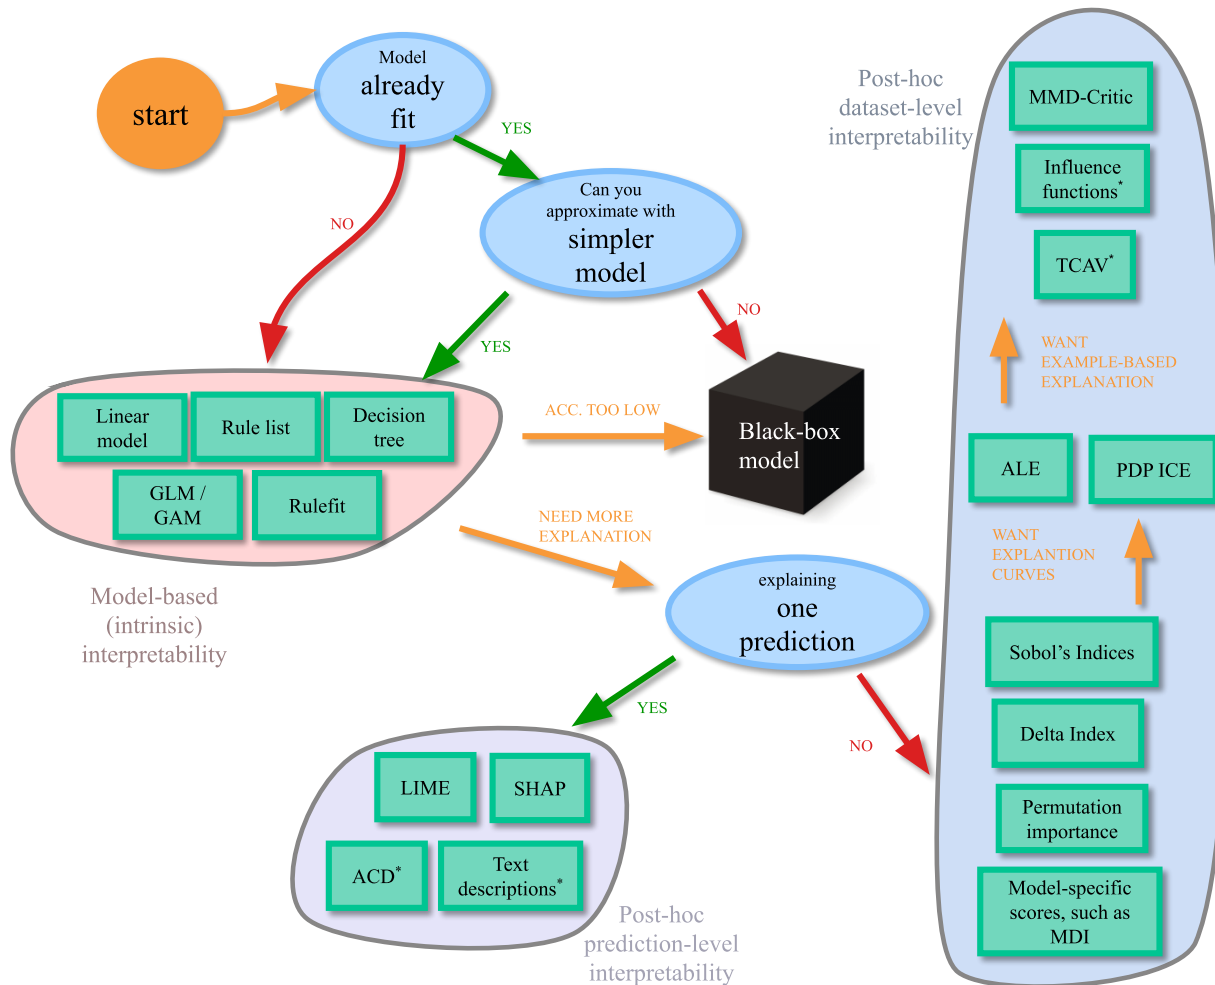 start
Model
already
fit
YES
NO
Can you
approximate with
simpler
model
YES
NO
Linear
model
Rule list
Decision
tree
GLM /
GAM
Rulefit
Model-based
(intrinsic)
interpretability
ACC. TOO LOW
Black-box
model
NEED MORE
EXPLANATION
explaining
one
prediction
YES
NO
LIME
SHAP
ACD*
Text
descriptions*
Post-hoc
prediction-level
interpretability
Post-hoc
dataset-level
interpretability
MMD-Critic
Influence
functions*
TCAV*
WANT
EXAMPLE-BASED
EXPLANATION
ALE
PDP ICE
WANT
EXPLANTION
CURVES
Sobol's Indices
Delta Index
Permutation
importance
Model-specific
scores, such as
MDI